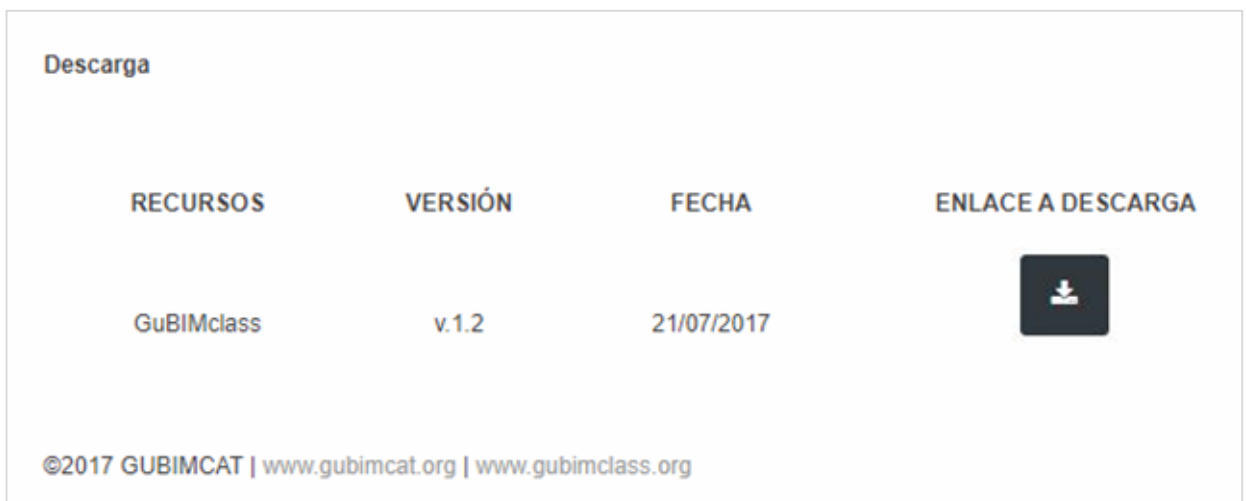 Descarga
RECURSOS VERSIÓN FECHA ENLACE A DESCARGA
GuBIMclass v.1.2 21/07/2017
©2017 GUBIMCAT | www.gubimcat.org | www.gubimclass.org